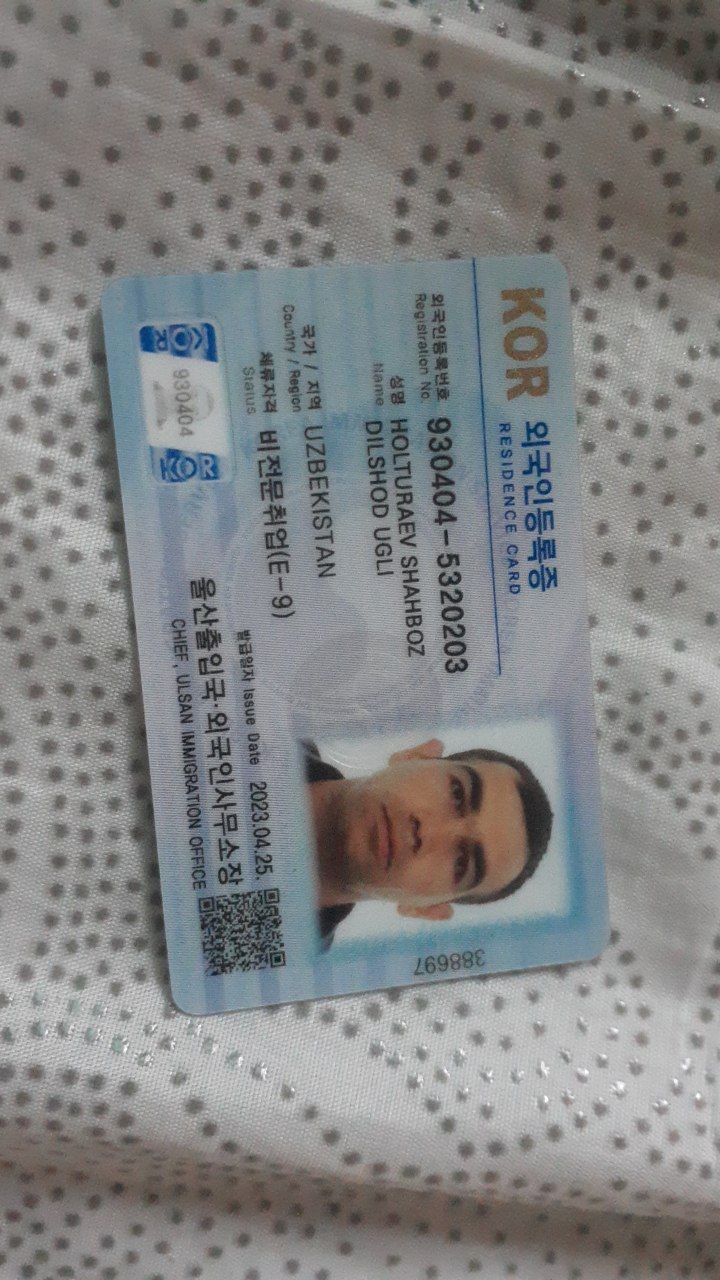 KOR 외국인등록증
RESIDENCE CARD
외국인등록번호 930404-5320203
Registration No.
성명 HOLTURAEV SHAHBOZ
Name DILSHOD UGLI
국가 / 지역 UZBEKISTAN
Country / Region
체류자격 비전문취업(E-9)
Status
발급일자 Issue Date 2023.04.25.
울산출입국·외국인사무소장
CHIEF, ULSAN IMMIGRATION OFFICE
930404
KOR
388697